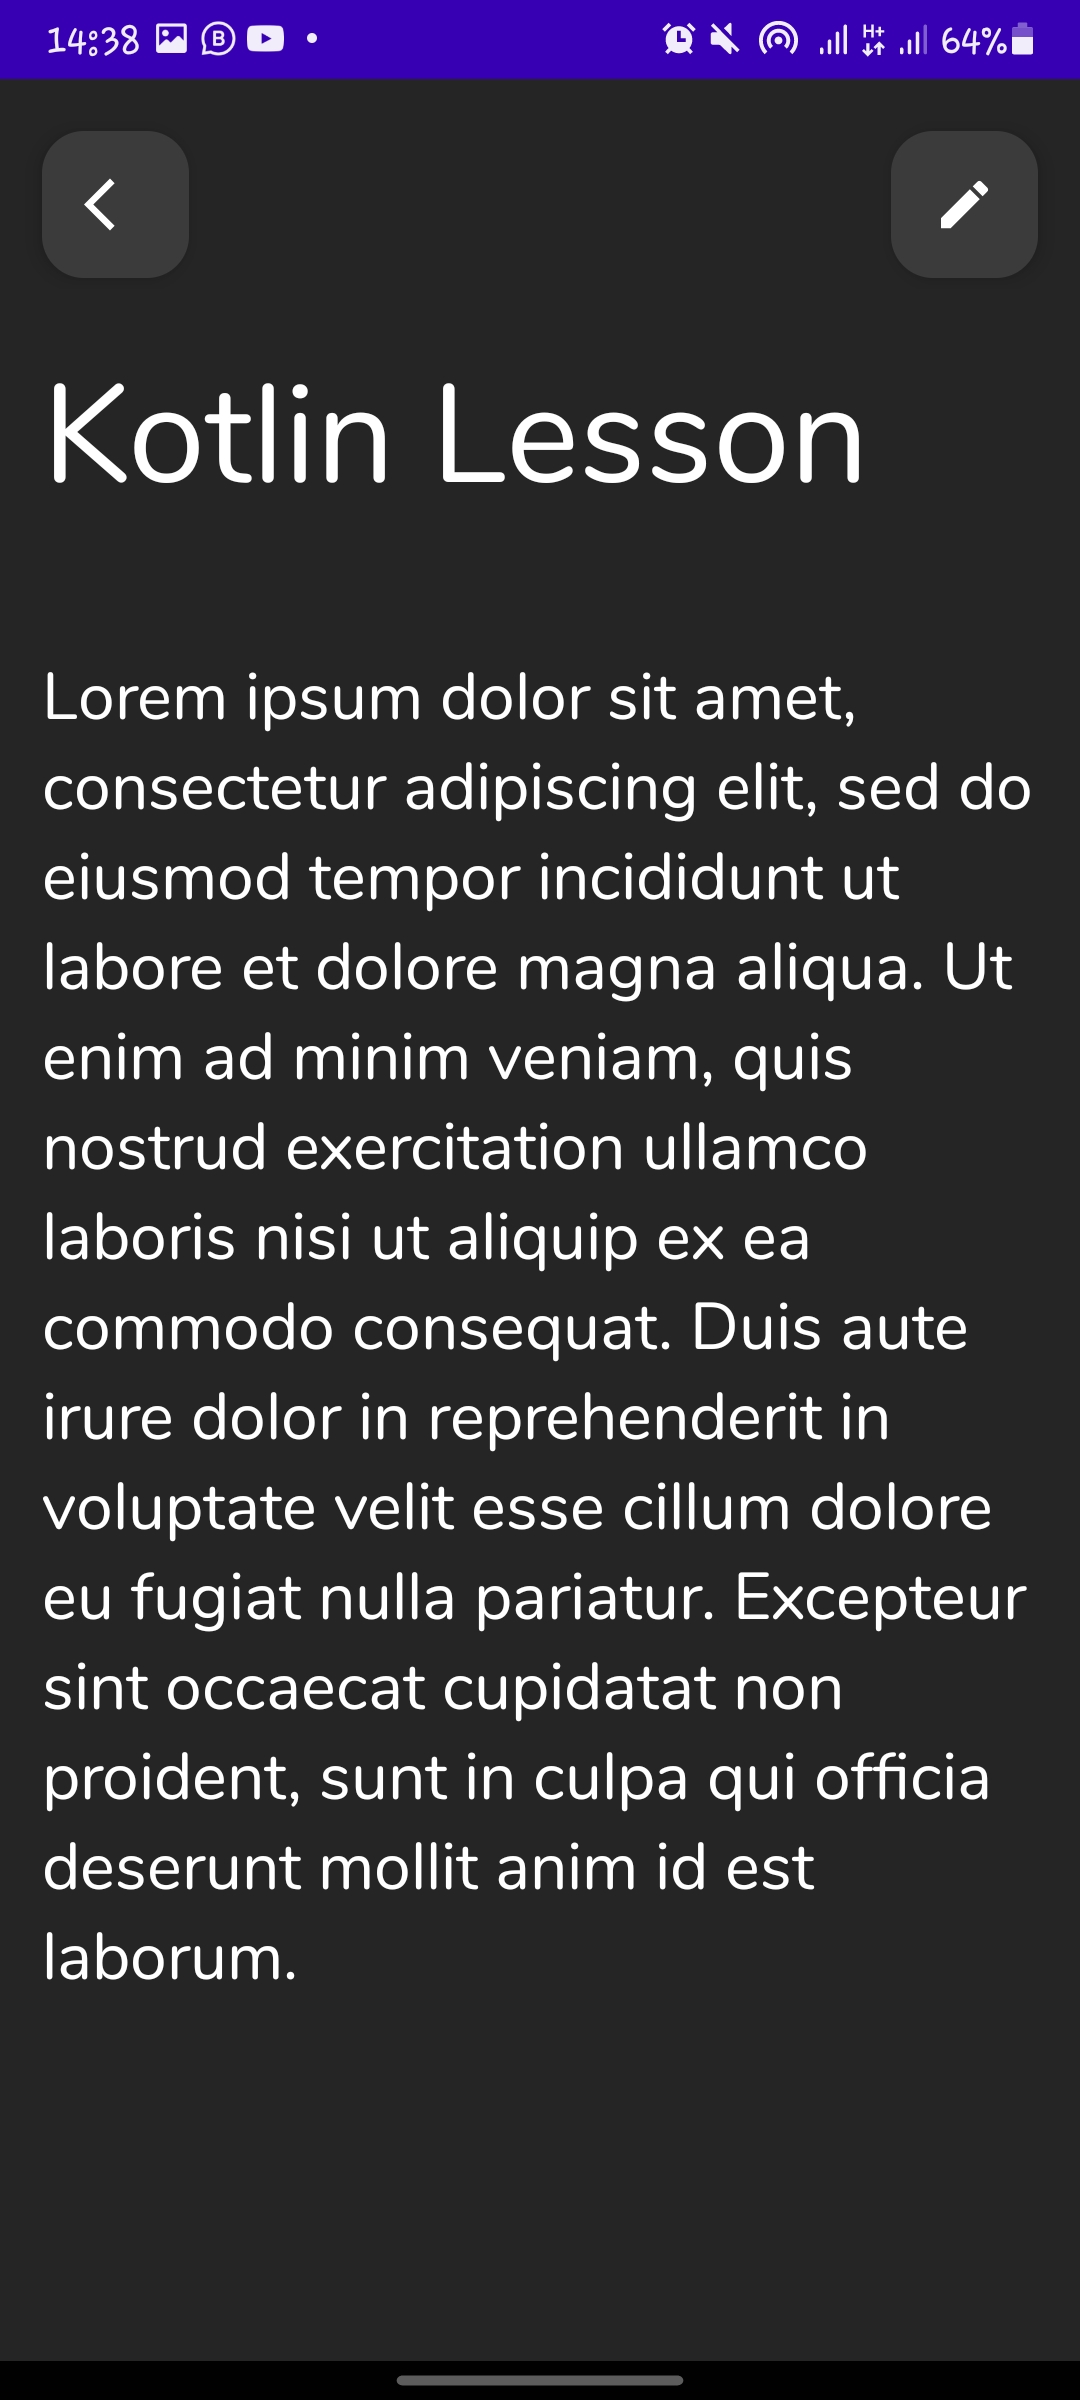 14:38 B H+ 64%
Kotlin Lesson
Lorem ipsum dolor sit amet,
consectetur adipiscing elit, sed do
eiusmod tempor incididunt ut
labore et dolore magna aliqua. Ut
enim ad minim veniam, quis
nostrud exercitation ullamco
laboris nisi ut aliquip ex ea
commodo consequat. Duis aute
irure dolor in reprehenderit in
voluptate velit esse cillum dolore
eu fugiat nulla pariatur. Excepteur
sint occaecat cupidatat non
proident, sunt in culpa qui officia
deserunt mollit anim id est
laborum.